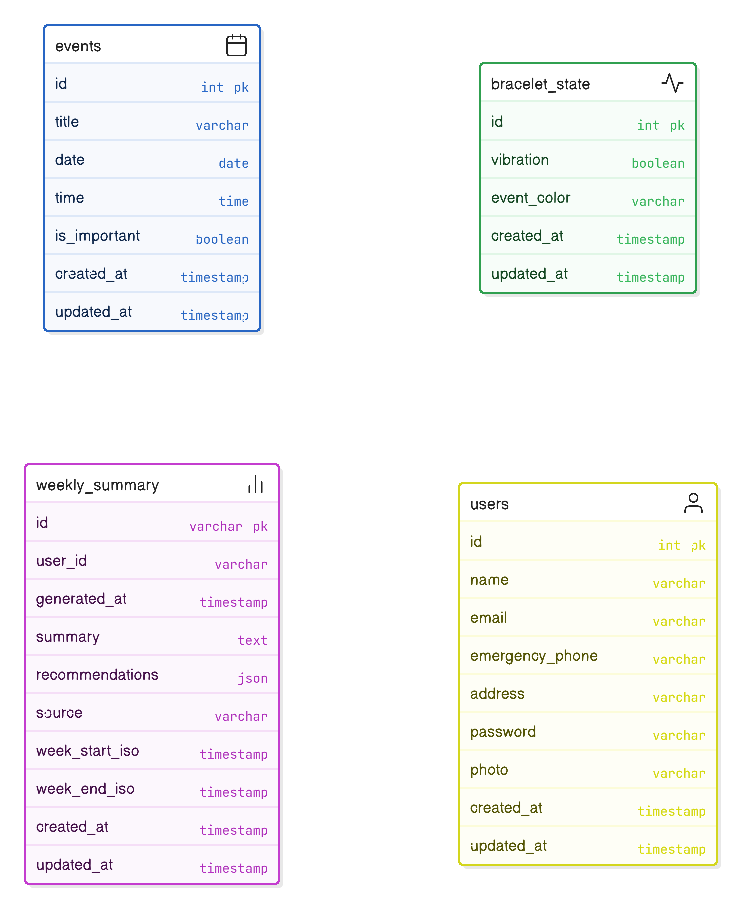 events
id int pk
title varchar
date date
time time
is_important boolean
created_at timestamp
updated_at timestamp
bracelet_state
id int pk
vibration boolean
event_color varchar
created_at timestamp
updated_at timestamp
weekly_summary
id varchar pk
user_id varchar
generated_at timestamp
summary text
recommendations json
source varchar
week_start_iso timestamp
week_end_iso timestamp
created_at timestamp
updated_at timestamp
users
id int pk
name varchar
email varchar
emergency_phone varchar
address varchar
password varchar
photo varchar
created_at timestamp
updated_at timestamp